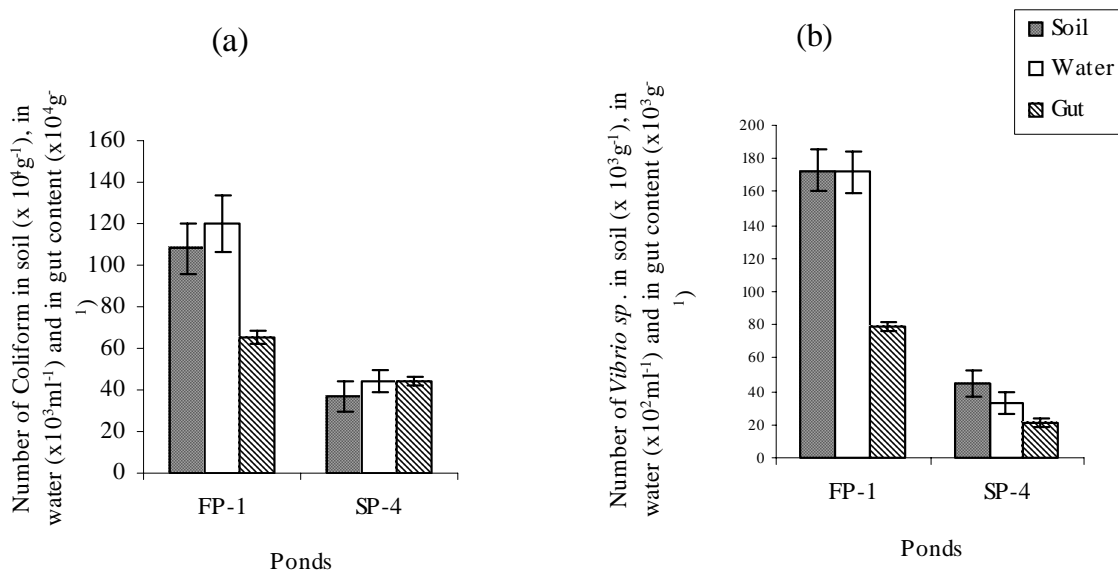 (a)
Number of Coliform in soil (x 10⁴g⁻¹), in
water (x10³ml⁻¹) and in gut content (x10⁴g⁻
¹)
160
140
120
100
80
60
40
20
0
FP-1 SP-4
Ponds
(b)
Number of Vibrio sp. in soil (x 10³g⁻¹), in
water (x10²ml⁻¹) and in gut content (x10³g⁻
¹)
200
180
160
140
120
100
80
60
40
20
0
FP-1 SP-4
Ponds
Soil
Water
Gut